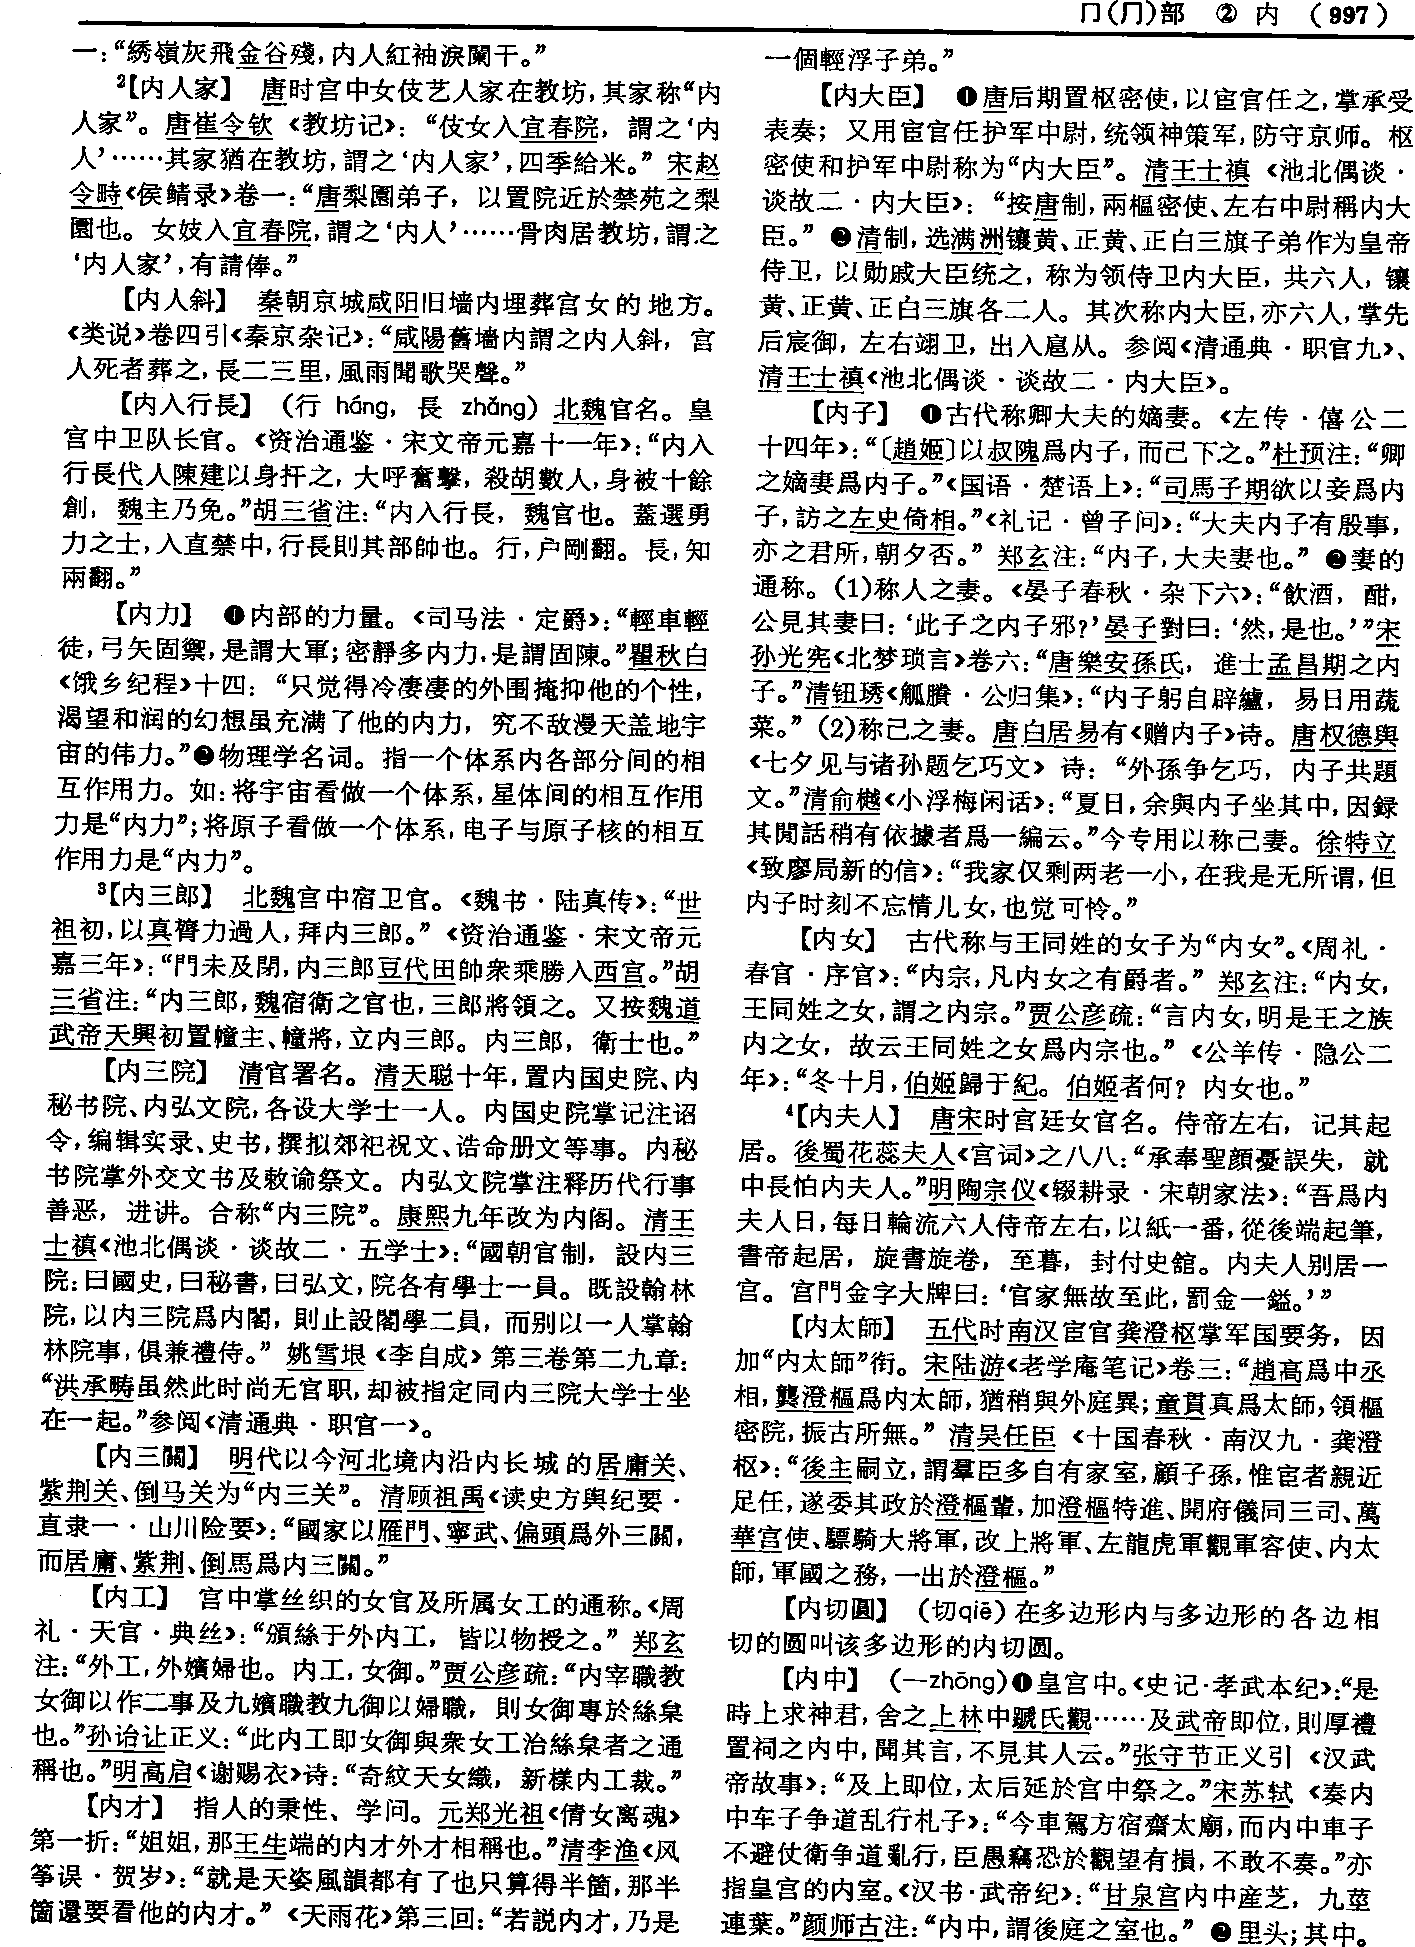 冂(⺆)部 ② 内 (997)
一：“綉嶺灰飛金谷殘，内人紅袖淚闌干。”
²【内人家】 唐时宫中女伎艺人家在教坊，其家称“内
人家”。唐崔令钦《教坊记》：“伎女入宜春院，謂之‘内
人’……其家猶在教坊，謂之‘内人家’，四季給米。”宋赵
令畤《侯鲭录》卷一：“唐梨園弟子，以置院近於禁苑之梨
園也。女妓入宜春院，謂之‘内人’……骨肉居教坊，謂之
‘内人家’，有請俸。”
【内人斜】 秦朝京城咸阳旧墙内埋葬宫女的地方。
《类说》卷四引《秦京杂记》：“咸陽舊墻内謂之内人斜，宫
人死者葬之，長二三里，風雨聞歌哭聲。”
【内入行長】（行 háng，長 zhǎng）北魏官名。皇
宫中卫队长官。《资治通鉴·宋文帝元嘉十一年》：“内入
行長代人陳建以身扞之，大呼奮擊，殺胡數人，身被十餘
創，魏主乃免。”胡三省注：“内入行長，魏官也。蓋選勇
力之士，入直禁中，行長則其部帥也。行，户剛翻。長，知
兩翻。”
【内力】 ❶内部的力量。《司马法·定爵》：“輕車輕
徒，弓矢固禦，是謂大軍；密靜多内力，是謂固陳。”瞿秋白
《饿乡纪程》十四：“只觉得冷凄凄的外围掩抑他的个性，
渴望和润的幻想虽充满了他的内力，究不敌漫天盖地宇
宙的伟力。”❷物理学名词。指一个体系内各部分间的相
互作用力。如：将宇宙看做一个体系，星体间的相互作用
力是“内力”；将原子看做一个体系，电子与原子核的相互
作用力是“内力”。
³【内三郎】 北魏宫中宿卫官。《魏书·陆真传》：“世
祖初，以真膂力過人，拜内三郎。”《资治通鉴·宋文帝元
嘉三年》：“門未及閉，内三郎豆代田帥衆乘勝入西宫。”胡
三省注：“内三郎，魏宿衛之官也，三郎將領之。又按魏道
武帝天興初置幢主、幢將，立内三郎。内三郎，衛士也。”
【内三院】 清官署名。清天聪十年，置内国史院、内
秘书院、内弘文院，各设大学士一人。内国史院掌记注诏
令，编辑实录、史书，撰拟郊祀祝文、诰命册文等事。内秘
书院掌外交文书及敕谕祭文。内弘文院掌注释历代行事
善恶，进讲。合称“内三院”。康熙九年改为内阁。清王
士禛《池北偶谈·谈故二·五学士》：“國朝官制，設内三
院：曰國史，曰秘書，曰弘文，院各有學士一員。既設翰林
院，以内三院爲内閣，則止設閣學二員，而别以一人掌翰
林院事，俱兼禮侍。”姚雪垠《李自成》第三卷第二九章：
“洪承畴虽然此时尚无官职，却被指定同内三院大学士坐
在一起。”参阅《清通典·职官一》。
【内三關】 明代以今河北境内沿内长城的居庸关、
紫荆关、倒马关为“内三关”。清顾祖禹《读史方舆纪要·
直隶一·山川险要》：“國家以雁門、寧武、偏頭爲外三關，
而居庸、紫荆、倒馬爲内三關。”
【内工】 宫中掌丝织的女官及所属女工的通称。《周
礼·天官·典丝》：“頒絲于外内工，皆以物授之。”郑玄
注：“外工，外嬪婦也。内工，女御。”贾公彦疏：“内宰職教
女御以作二事及九嬪職教九御以婦職，則女御專於絲枲
也。”孙诒让正义：“此内工即女御與衆女工治絲枲者之通
稱也。”明高启《谢赐衣》诗：“奇紋天女織，新樣内工裁。”
【内才】 指人的秉性、学问。元郑光祖《倩女离魂》
第一折：“姐姐，那王生端的内才外才相稱也。”清李渔《风
筝误·贺岁》：“就是天姿風韻都有了也只算得半箇，那半
箇還要看他的内才。”《天雨花》第三回：“若説内才，乃是
一個輕浮子弟。”
【内大臣】 ❶唐后期置枢密使，以宦官任之，掌承受
表奏；又用宦官任护军中尉，统领神策军，防守京师。枢
密使和护军中尉称为“内大臣”。清王士禛《池北偶谈·
谈故二·内大臣》：“按唐制，兩樞密使、左右中尉稱内大
臣。”❷清制，选满洲镶黄、正黄、正白三旗子弟作为皇帝
侍卫，以勋戚大臣统之，称为领侍卫内大臣，共六人，镶
黄、正黄、正白三旗各二人。其次称内大臣，亦六人，掌先
后宸御，左右翊卫，出入扈从。参阅《清通典·职官九》、
清王士禛《池北偶谈·谈故二·内大臣》。
【内子】 ❶古代称卿大夫的嫡妻。《左传·僖公二
十四年》：“〔趙姬〕以叔隗爲内子，而己下之。”杜预注：“卿
之嫡妻爲内子。”《国语·楚语上》：“司馬子期欲以妾爲内
子，訪之左史倚相。”《礼记·曾子问》：“大夫内子有殷事，
亦之君所，朝夕否。”郑玄注：“内子，大夫妻也。”❷妻的
通称。(1)称人之妻。《晏子春秋·杂下六》：“飲酒，酣，
公見其妻曰：‘此子之内子邪？’晏子對曰：‘然，是也。’”宋
孙光宪《北梦琐言》卷六：“唐樂安孫氏，進士孟昌期之内
子。”清钮琇《觚賸·公归集》：“内子躬自辟纑，易日用蔬
菜。”(2)称己之妻。唐白居易有《赠内子》诗。唐权德舆
《七夕见与诸孙题乞巧文》诗：“外孫争乞巧，内子共題
文。”清俞樾《小浮梅闲话》：“夏日，余與内子坐其中，因録
其閒話稍有依據者爲一編云。”今专用以称己妻。徐特立
《致廖局新的信》：“我家仅剩两老一小，在我是无所谓，但
内子时刻不忘情儿女，也觉可怜。”
【内女】 古代称与王同姓的女子为“内女”。《周礼·
春官·序官》：“内宗，凡内女之有爵者。”郑玄注：“内女，
王同姓之女，謂之内宗。”贾公彦疏：“言内女，明是王之族
内之女，故云王同姓之女爲内宗也。”《公羊传·隐公二
年》：“冬十月，伯姬歸于紀。伯姬者何？内女也。”
⁴【内夫人】 唐宋时宫廷女官名。侍帝左右，记其起
居。後蜀花蕊夫人《宫词》之八八：“承奉聖顔憂誤失，就
中長怕内夫人。”明陶宗仪《辍耕录·宋朝家法》：“吾爲内
夫人日，每日輪流六人侍帝左右，以紙一番，從後端起筆，
書帝起居，旋書旋卷，至暮，封付史館。内夫人别居一
宫。宫門金字大牌曰：‘官家無故至此，罰金一鎰。’”
【内太師】 五代时南汉宦官龚澄枢掌军国要务，因
加“内太師”衔。宋陆游《老学庵笔记》卷三：“趙高爲中丞
相，龔澄樞爲内太師，猶稍與外庭異；童貫真爲太師，領樞
密院，振古所無。”清吴任臣《十国春秋·南汉九·龚澄
枢》：“後主嗣立，謂羣臣多自有家室，顧子孫，惟宦者親近
足任，遂委其政於澄樞輩，加澄樞特進、開府儀同三司、萬
華宫使、驃騎大將軍，改上將軍、左龍虎軍觀軍容使、内太
師，軍國之務，一出於澄樞。”
【内切圓】（切qiē）在多边形内与多边形的各边相
切的圆叫该多边形的内切圆。
【内中】（—zhōng）❶皇宫中。《史记·孝武本纪》：“是
時上求神君，舍之上林中蹏氏觀……及武帝即位，則厚禮
置祠之内中，聞其言，不見其人云。”张守节正义引《汉武
帝故事》：“及上即位，太后延於宫中祭之。”宋苏轼《奏内
中车子争道乱行札子》：“今車駕方宿齋太廟，而内中車子
不避仗衛争道亂行，臣愚竊恐於觀望有損，不敢不奏。”亦
指皇宫的内室。《汉书·武帝纪》：“甘泉宫内中産芝，九莖
連葉。”颜师古注：“内中，謂後庭之室也。”❷里头；其中。